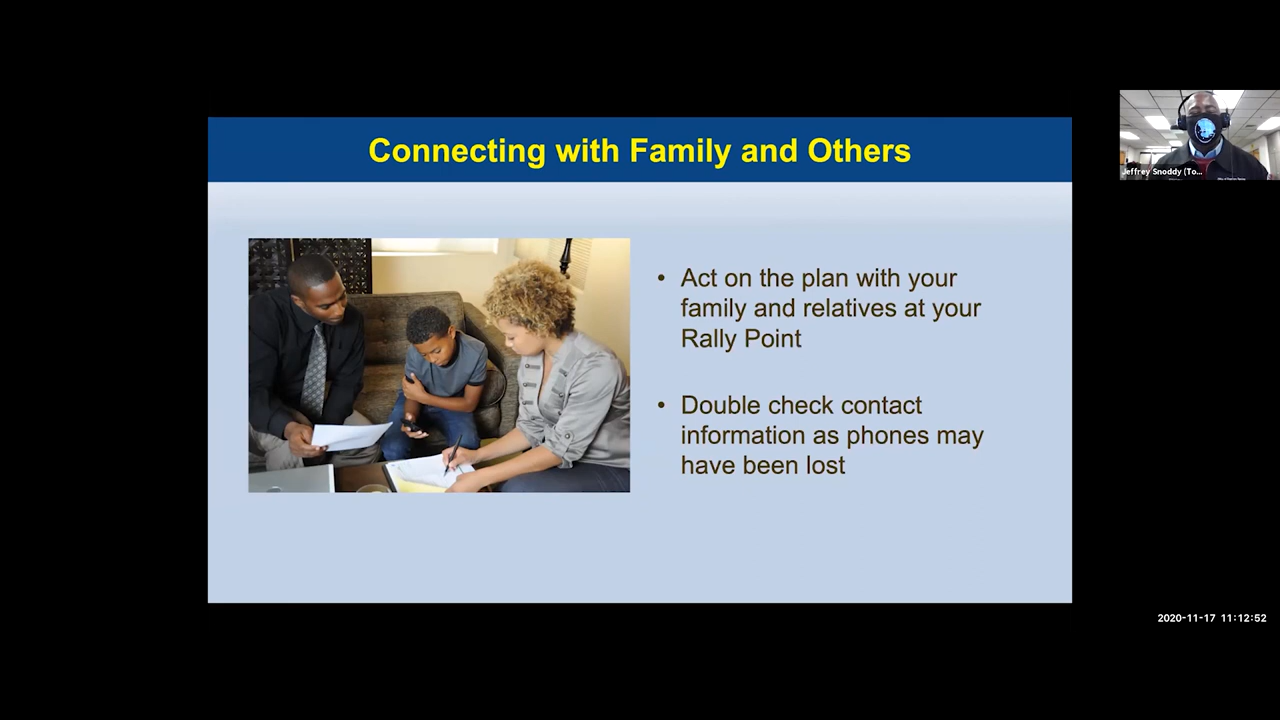 Connecting with Family and Others
Jeffrey Snoddy (To...
• Act on the plan with your
family and relatives at your
Rally Point
• Double check contact
information as phones may
have been lost
2020-11-17 11:12:52